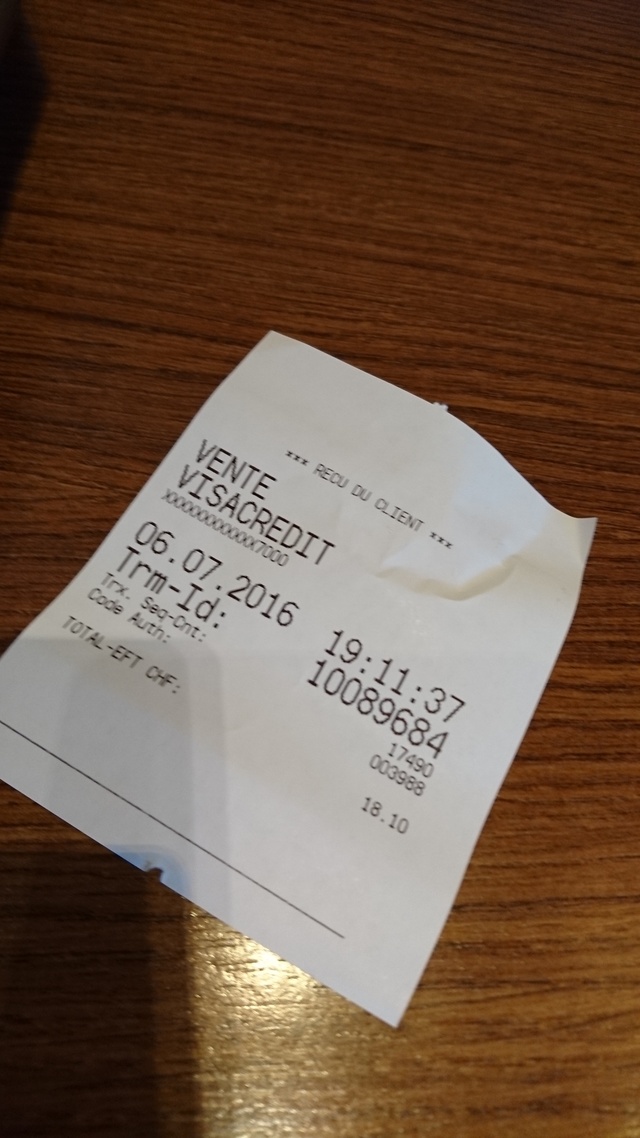 *** RECU DU CLIENT ***
VENTE
VISACREDIT
XXXXXXXXXXXX7000
06.07.2016 19:11:37
Trm-Id: 10089684
Trx. Seq-Cnt: 17490
Code Auth: 003988
TOTAL-EFT CHF: 18.10